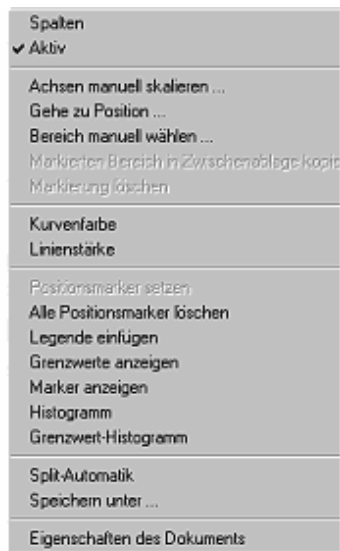 Spalten
Aktiv
Achsen manuell skalieren ...
Gehe zu Position ...
Bereich manuell wählen ...
Markierten Bereich in Zwischenablage kopie
Markierung löschen
Kurvenfarbe
Linienstärke
Positionsmarker setzen
Alle Positionsmarker löschen
Legende einfügen
Grenzwerte anzeigen
Marker anzeigen
Histogramm
Grenzwert-Histogramm
Split-Automatik
Speichern unter ...
Eigenschaften des Dokuments